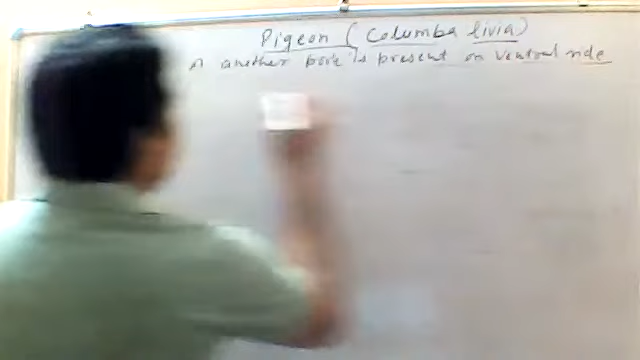 Pigeon (Columba livia)
another pore is present on ventral side